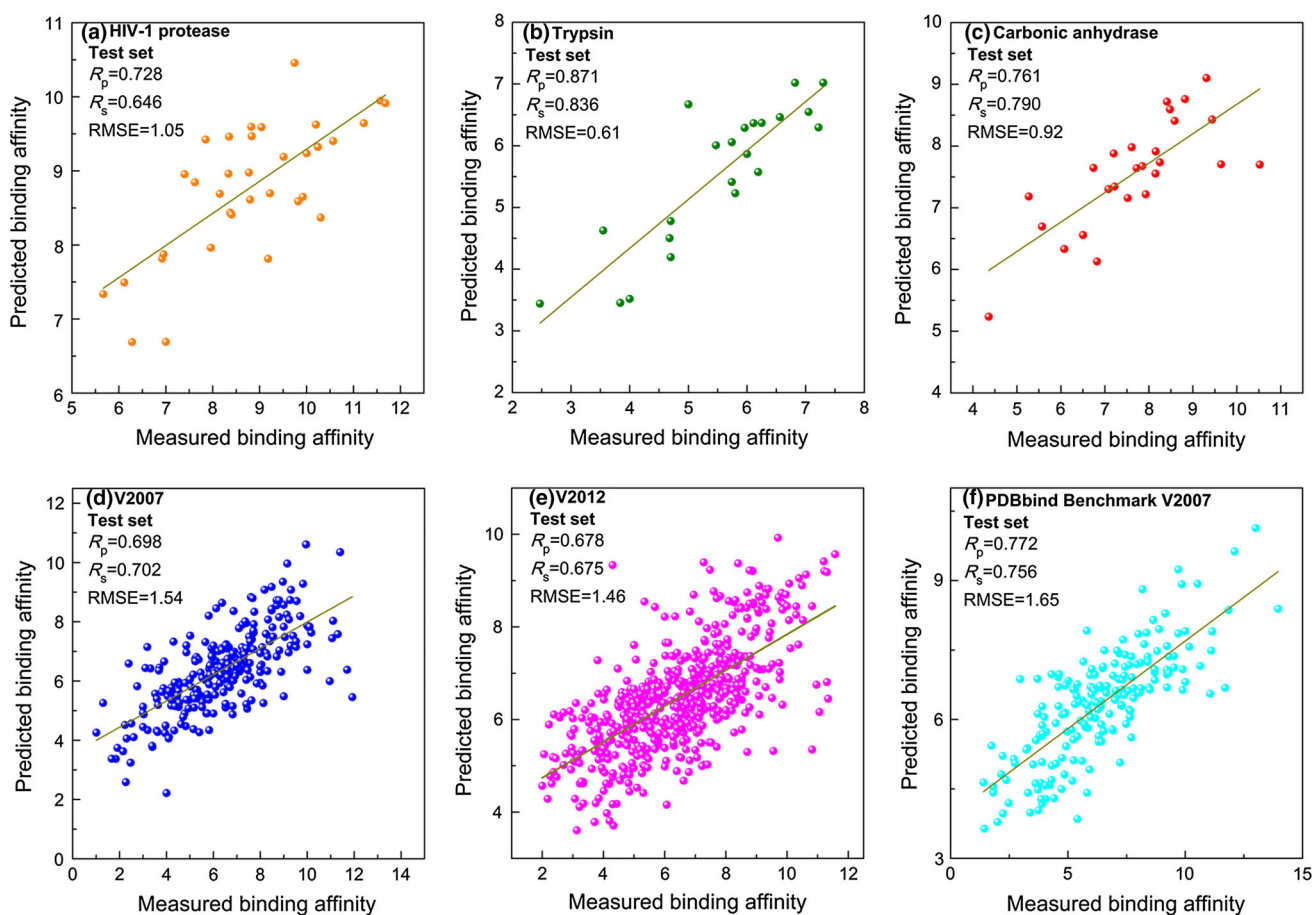 (a) HIV-1 protease
Test set
Rp=0.728
Rs=0.646
RMSE=1.05
Predicted binding affinity
11
10
9
8
7
6
5 6 7 8 9 10 11 12
Measured binding affinity
(b) Trypsin
Test set
Rp=0.871
Rs=0.836
RMSE=0.61
Predicted binding affinity
8
7
6
5
4
3
2
2 4 6 8
Measured binding affinity
(c) Carbonic anhydrase
Test set
Rp=0.761
Rs=0.790
RMSE=0.92
Predicted binding affinity
10
9
8
7
6
5
4
4 5 6 7 8 9 10 11
Measured binding affinity
(d) V2007
Test set
Rp=0.698
Rs=0.702
RMSE=1.54
Predicted binding affinity
12
10
8
6
4
2
0
0 2 4 6 8 10 12 14
Measured binding affinity
(e) V2012
Test set
Rp=0.678
Rs=0.675
RMSE=1.46
Predicted binding affinity
10
8
6
4
2 4 6 8 10 12
Measured binding affinity
(f) PDBbind Benchmark V2007
Test set
Rp=0.772
Rs=0.756
RMSE=1.65
Predicted binding affinity
9
6
3
0 5 10 15
Measured binding affinity